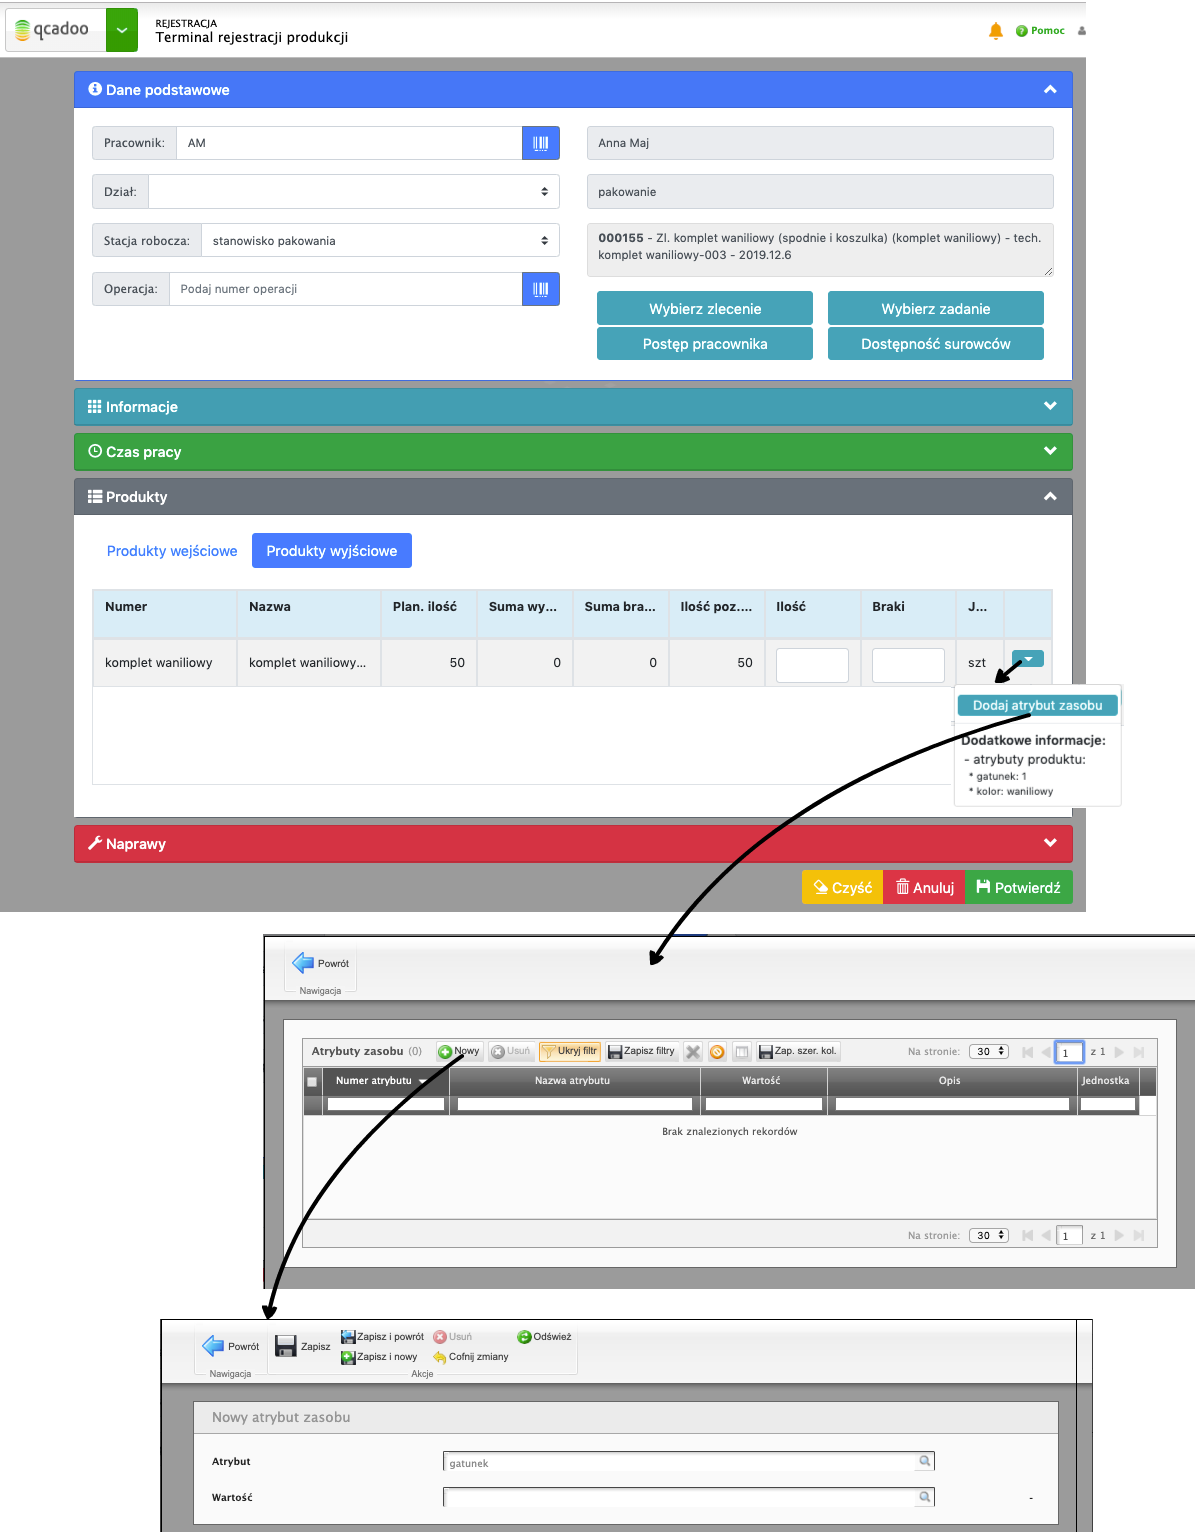 qcadoo
REJESTRACJA
Terminal rejestracji produkcji
Pomoc
Dane podstawowe
Pracownik: AM
Anna Maj
Dział:
pakowanie
Stacja robocza: stanowisko pakowania
000155 - Zl. komplet waniliowy (spodnie i koszulka) (komplet waniliowy) - tech.
komplet waniliowy-003 - 2019.12.6
Operacja: Podaj numer operacji
Wybierz zlecenie Wybierz zadanie
Postęp pracownika Dostępność surowców
Informacje
Czas pracy
Produkty
Produkty wejściowe Produkty wyjściowe
Numer Nazwa Plan. ilość Suma wy... Suma bra... Ilość poz.... Ilość Braki J...
komplet waniliowy komplet waniliowy... 50 0 0 50 szt
Dodaj atrybut zasobu
Dodatkowe informacje:
- atrybuty produktu:
* gatunek: 1
* kolor: waniliowy
Naprawy
Czyść Anuluj Potwierdź
Powrót
Nawigacja
Atrybuty zasobu (0) Nowy Usuń Ukryj filtr Zapisz filtry Zap. szer. kol. Na stronie: 30 1 z 1
Numer atrybutu Nazwa atrybutu Wartość Opis Jednostka
Brak znalezionych rekordów
Na stronie: 30 1 z 1
Powrót Zapisz Zapisz i powrót Usuń Odśwież
Zapisz i nowy Cofnij zmiany
Nawigacja Akcje
Nowy atrybut zasobu
Atrybut gatunek
Wartość -